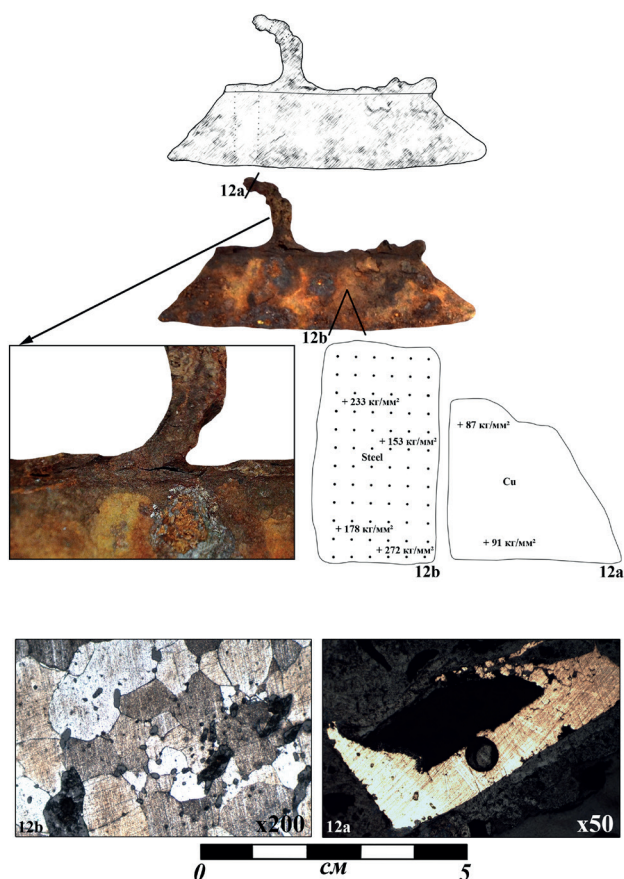 12a
12b
+ 233 кг/мм²
+ 153 кг/мм²
Steel
+ 178 кг/мм²
+ 272 кг/мм²
12b
+ 87 кг/мм²
Cu
+ 91 кг/мм²
12a
12b
x200
12a
x50
0
см
5